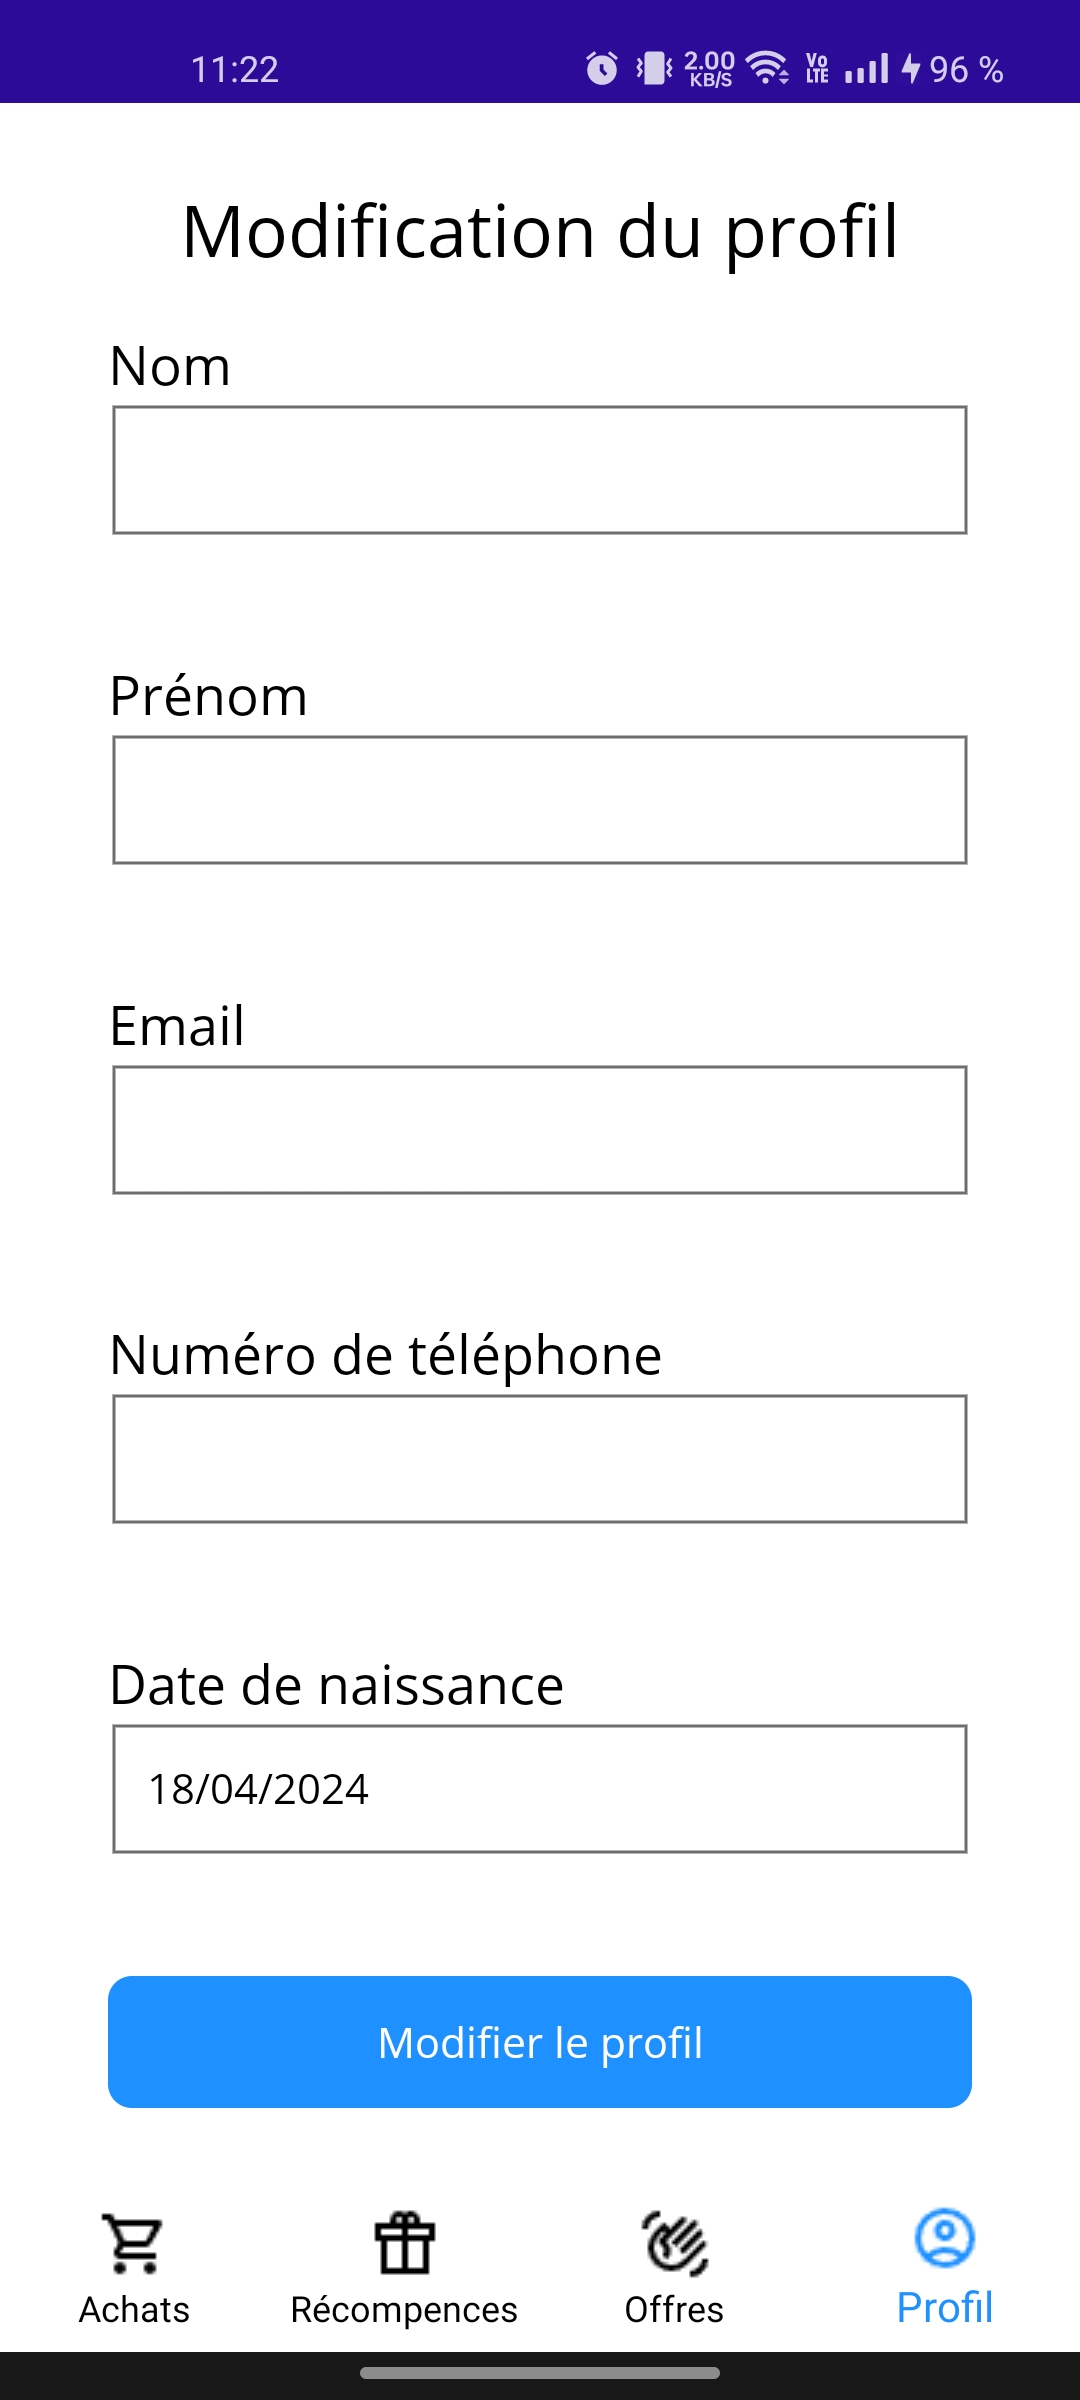 11:22
2.00 KB/S Vo LTE 96 %
Modification du profil
Nom
Prénom
Email
Numéro de téléphone
Date de naissance
18/04/2024
Modifier le profil
Achats Récompences Offres Profil